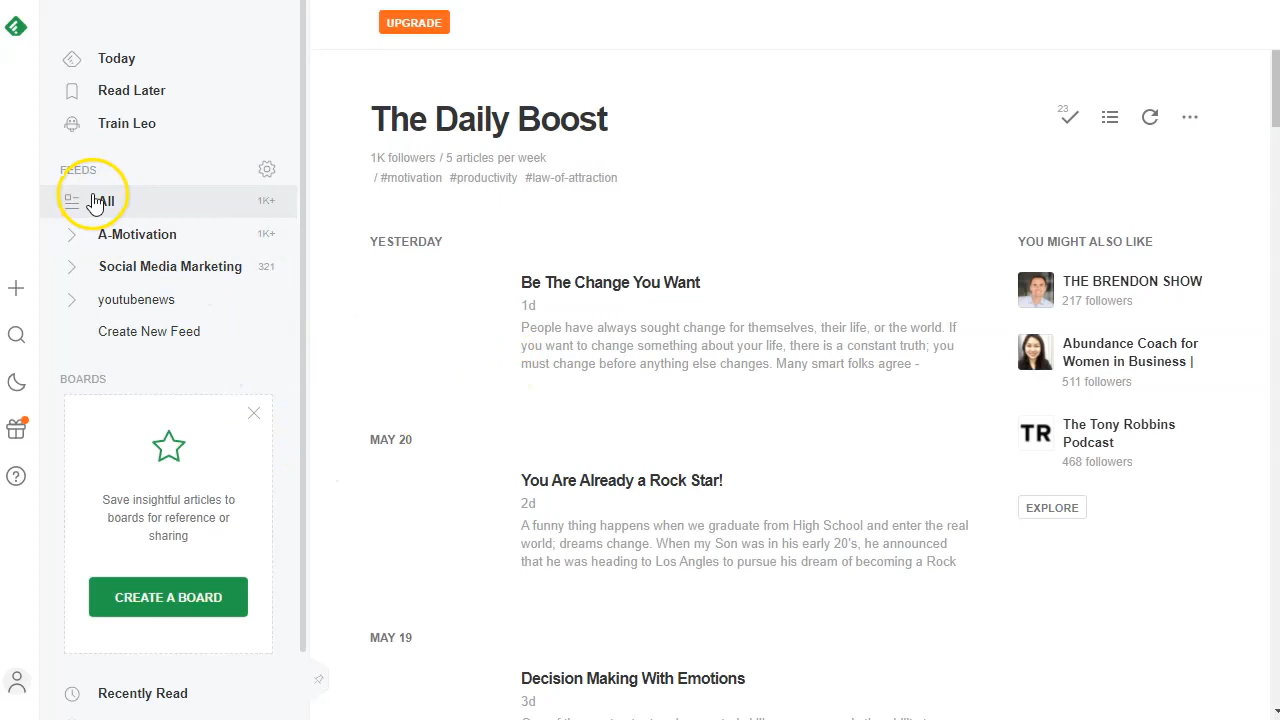 UPGRADE
Today
Read Later
Train Leo
FEEDS
All 1K+
A-Motivation 1K+
Social Media Marketing 321
youtubenews
Create New Feed
BOARDS
Save insightful articles to
boards for reference or
sharing
CREATE A BOARD
Recently Read
The Daily Boost
23
1K followers / 5 articles per week
/ #motivation #productivity #law-of-attraction
YESTERDAY
Be The Change You Want
1d
People have always sought change for themselves, their life, or the world. If
you want to change something about your life, there is a constant truth; you
must change before anything else changes. Many smart folks agree -
MAY 20
You Are Already a Rock Star!
2d
A funny thing happens when we graduate from High School and enter the real
world; dreams change. When my Son was in his early 20's, he announced
that he was heading to Los Angles to pursue his dream of becoming a Rock
MAY 19
Decision Making With Emotions
3d
YOU MIGHT ALSO LIKE
THE BRENDON SHOW
217 followers
Abundance Coach for
Women in Business |
511 followers
TR
The Tony Robbins
Podcast
468 followers
EXPLORE